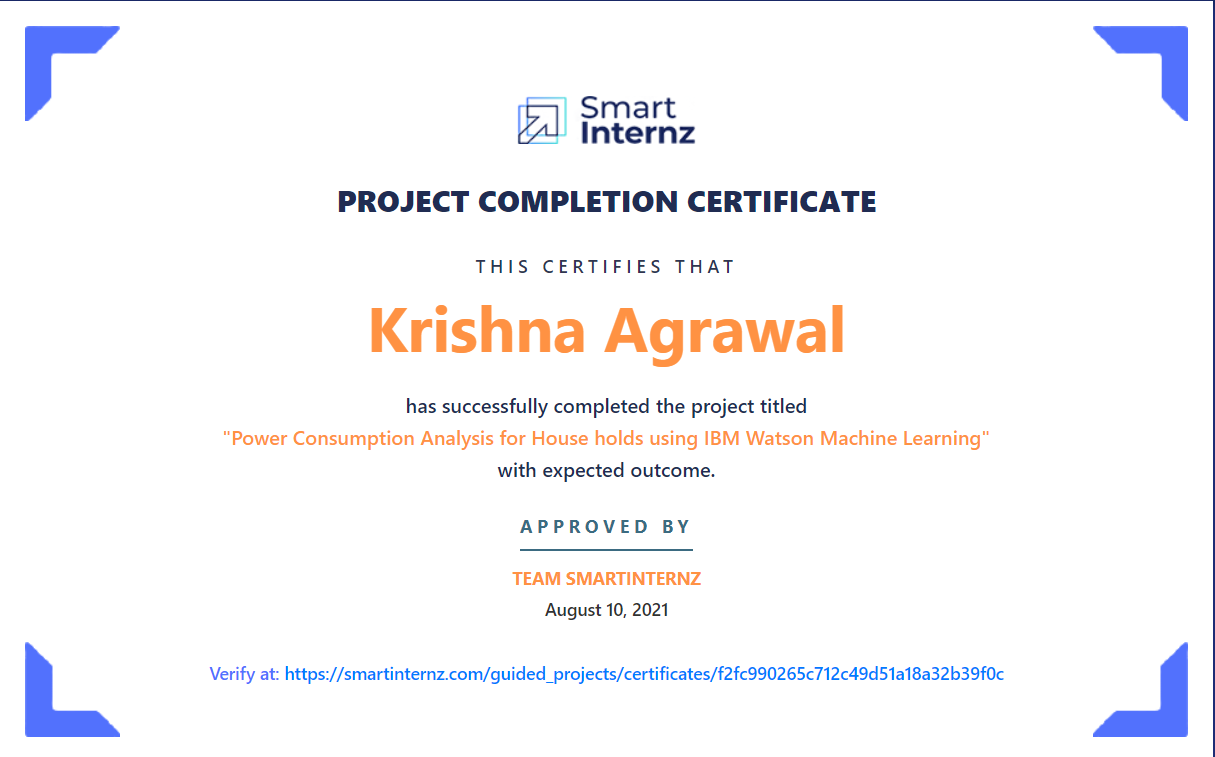 Smart
Internz
PROJECT COMPLETION CERTIFICATE
THIS CERTIFIES THAT
Krishna Agrawal
has successfully completed the project titled
"Power Consumption Analysis for House holds using IBM Watson Machine Learning"
with expected outcome.
APPROVED BY
TEAM SMARTINTERNZ
August 10, 2021
Verify at: https://smartinternz.com/guided_projects/certificates/f2fc990265c712c49d51a18a32b39f0c